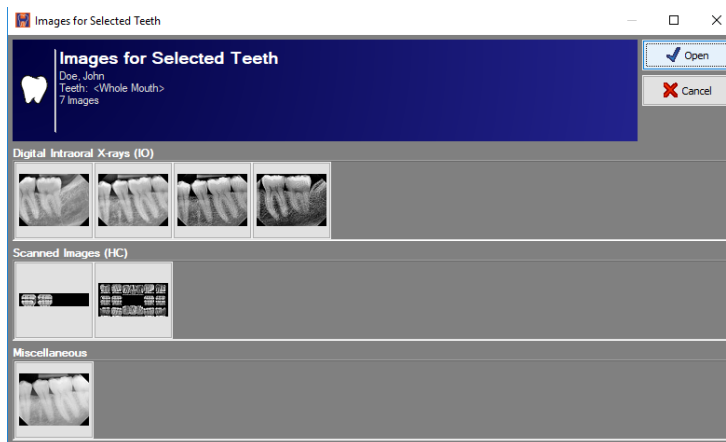 Images for Selected Teeth
Images for Selected Teeth
Doe, John
Teeth: <Whole Mouth>
7 Images
Open
Cancel
Digital Intraoral X-rays (IO)
Scanned Images (HC)
Miscellaneous